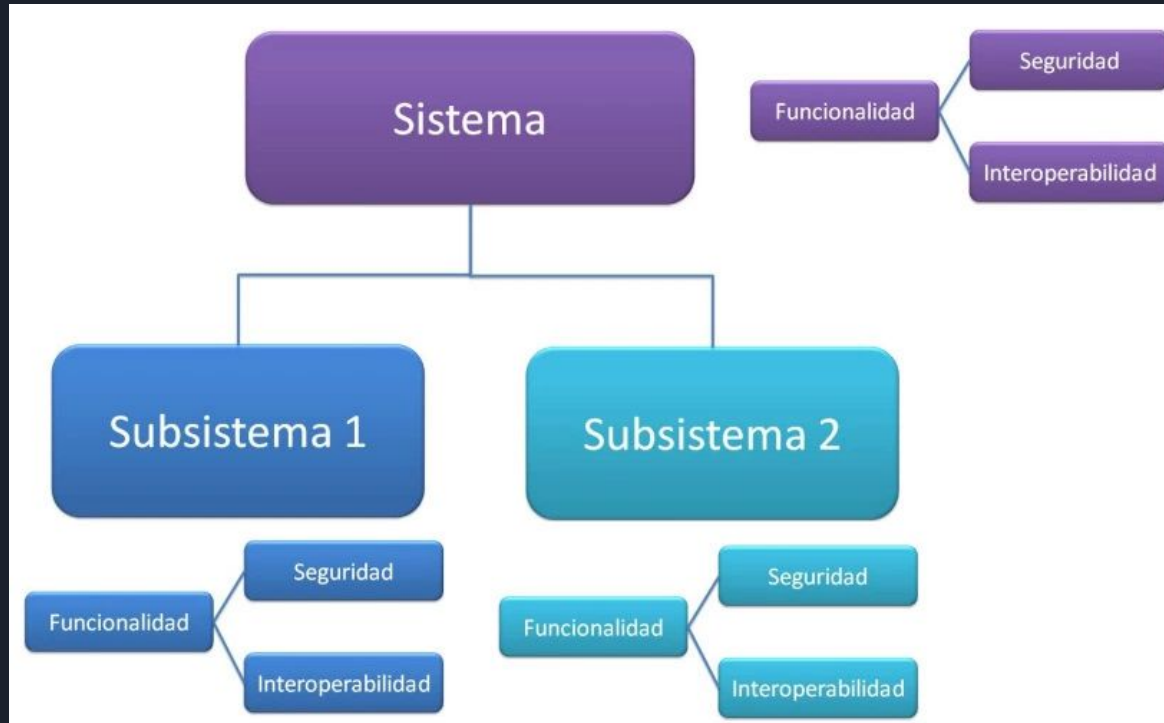 Sistema
Funcionalidad
Seguridad
Interoperabilidad
Subsistema 1
Subsistema 2
Funcionalidad
Seguridad
Interoperabilidad
Funcionalidad
Seguridad
Interoperabilidad